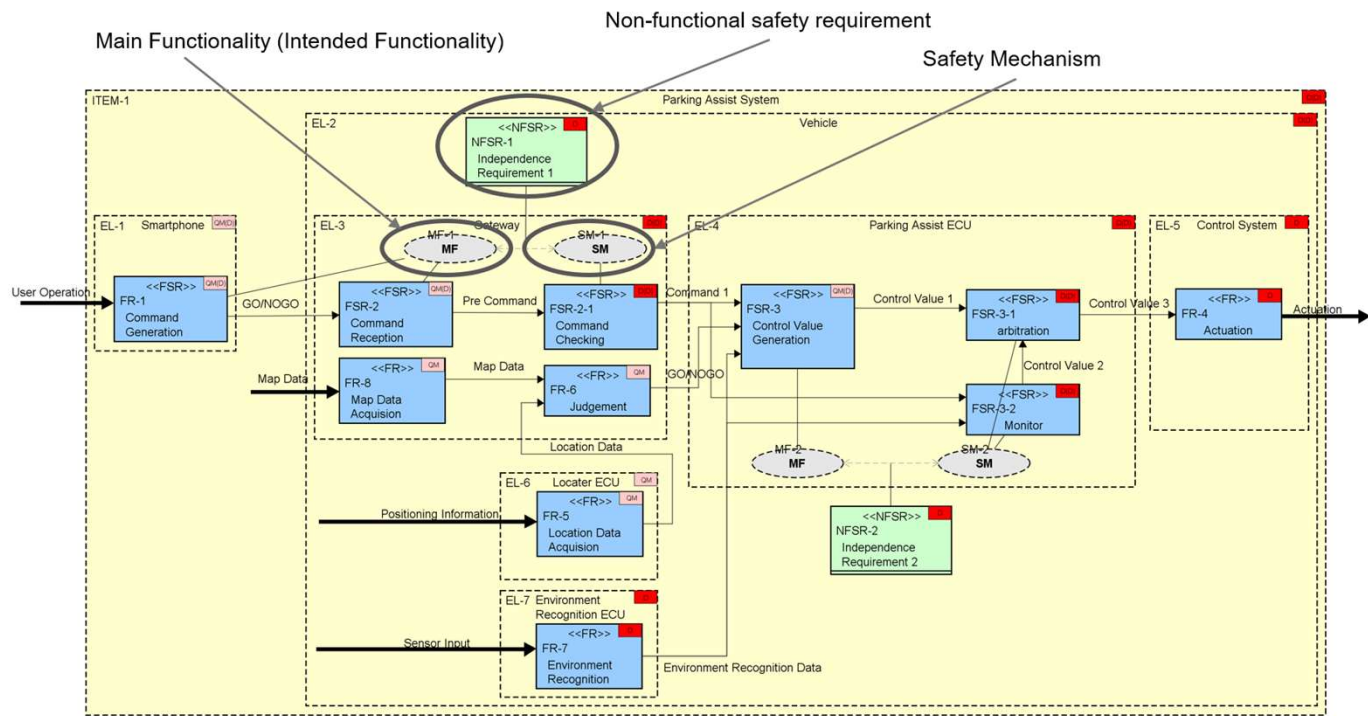 Non-functional safety requirement
Main Functionality (Intended Functionality)
Safety Mechanism
ITEM-1
Parking Assist System
D(D)
EL-2
Vehicle
D(D)
<<NFSR>>
D
NFSR-1
Independence
Requirement 1
EL-1
Smartphone
QM(D)
EL-3
Gateway
D(D)
MF-1
MF
SM-1
SM
EL-4
Parking Assist ECU
D(D)
EL-5
Control System
D
User Operation
<<FSR>>
QM(D)
FR-1
Command
Generation
GO/NOGO
<<FSR>>
QM(D)
FSR-2
Command
Reception
Pre Command
<<FSR>>
D(D)
FSR-2-1
Command
Checking
Command 1
<<FSR>>
QM(D)
FSR-3
Control Value
Generation
Control Value 1
<<FSR>>
D(D)
FSR-3-1
arbitration
Control Value 3
<<FR>>
D
FR-4
Actuation
Actuation
Map Data
<<FR>>
QM
FR-8
Map Data
Acquision
Map Data
<<FR>>
QM
FR-6
Judgement
GO/NOGO
Control Value 2
<<FSR>>
D(D)
FSR-3-2
Monitor
Location Data
MF-2
MF
SM-2
SM
EL-6
Locater ECU
QM
Positioning Information
<<FR>>
QM
FR-5
Location Data
Acquision
<<NFSR>>
D
NFSR-2
Independence
Requirement 2
EL-7
Environment
Recognition ECU
D
Sensor Input
<<FR>>
D
FR-7
Environment
Recognition
Environment Recognition Data